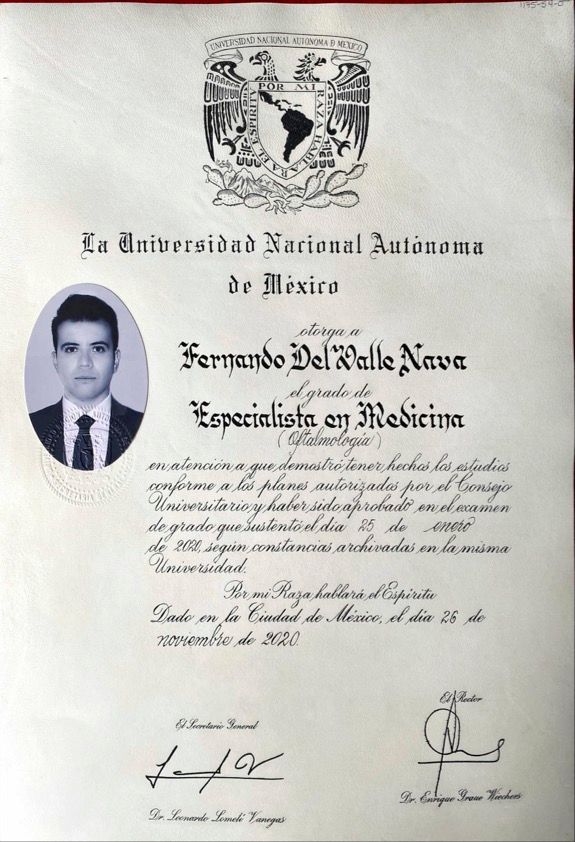 1195-54-0
UNIVERSIDAD NACIONAL AUTONOMA D MEXICO
POR MI
RAZA HABLARA
EL ESPIRITU
La Universidad Nacional Autónoma
de México
otorga a
Fernando Del Valle Nava
el grado de
Especialista en Medicina
(Oftalmología)
en atención a que demostró tener hechos los estudios
conforme a los planes autorizados por el Consejo
Universitario y haber sido aprobado en el examen
de grado que sustentó el día 25 de enero
de 2020, según constancias archivadas en la misma
Universidad.
Por mi Raza hablará el Espíritu
Dado en la Ciudad de México, el día 26 de
noviembre de 2020.
El Secretario General
Dr. Leonardo Lomelí Vanegas
El Rector
Dr. Enrique Graue Wiechers